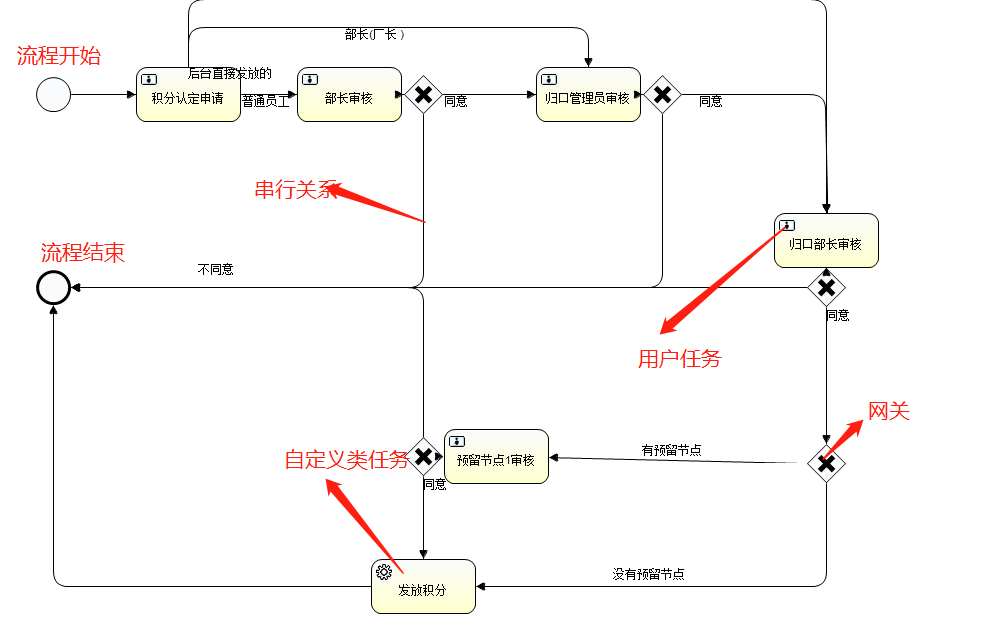 部长(厂长 )
流程开始
后台直接发放的
积分认定申请
普通员工
部长审核
同意
归口管理员审核
同意
串行关系
归口部长审核
流程结束
不同意
同意
用户任务
网关
自定义类任务
预留节点1审核
有预留节点
同意
发放积分
没有预留节点